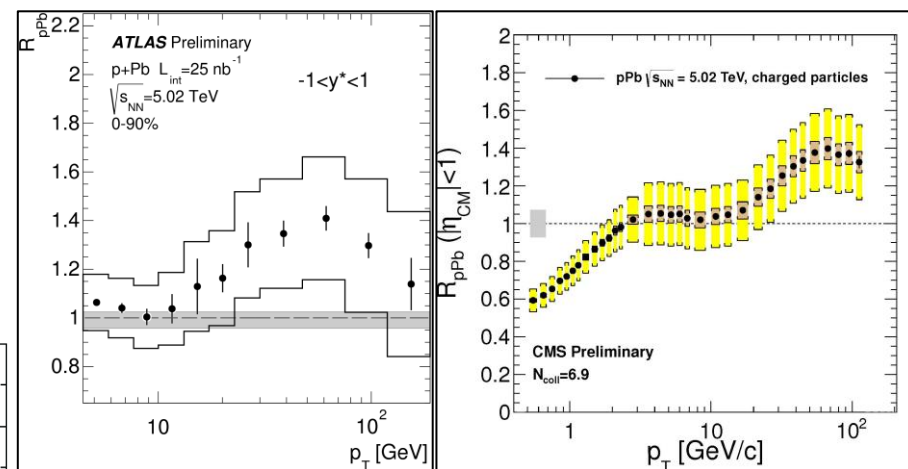 R_pPb
2.2
2
1.8
1.6
1.4
1.2
1
0.8
ATLAS Preliminary
p+Pb L_int=25 nb^-1
√s_NN=5.02 TeV
0-90%
-1<y*<1
10
10^2
p_T [GeV]
R_pPb (|η_CM|<1)
2
1.8
1.6
1.4
1.2
1
0.8
0.6
0.4
0.2
0
pPb √s_NN = 5.02 TeV, charged particles
CMS Preliminary
N_coll=6.9
1
10
10^2
p_T [GeV/c]